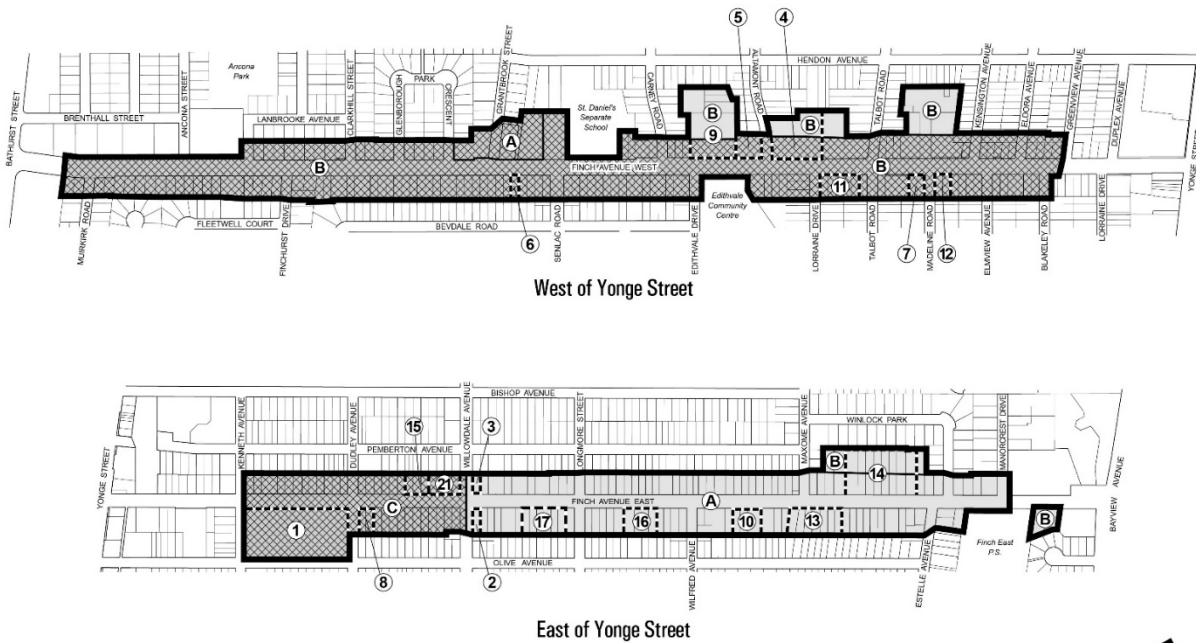 5
4
BATHURST STREET
BRENTHALL STREET
Ancona
Park
ANCONA STREET
LANBROOKE AVENUE
CLARKHILL STREET
GLENBOROUGH
PARK
CRESCENT
GRANTBROOK STREET
St. Daniel's
Separate
School
CARNEY ROAD
ALTAMONT ROAD
HENDON AVENUE
TALBOT ROAD
KENSINGTON AVENUE
ELDORA AVENUE
GREENVIEW AVENUE
DUPLEX AVENUE
YONGE STREET
A
B
B
B
9
B
FINCH AVENUE WEST
B
11
MUIRKIRK ROAD
FLEETWELL COURT
FINCHURST DRIVE
BEVDALE ROAD
6
SENLAC ROAD
EDITHVALE DRIVE
Edithvale
Community
Centre
LORRAINE DRIVE
TALBOT ROAD
7
MADELINE ROAD
12
ELMVIEW AVENUE
BLAKELEY ROAD
LORRAINE DRIVE
West of Yonge Street
YONGE STREET
KENNETH AVENUE
DUDLEY AVENUE
15
PEMBERTON AVENUE
WILLOWDALE AVENUE
3
BISHOP AVENUE
LONGMORE STREET
MAXOME AVENUE
WINLOCK PARK
MANORCREST DRIVE
BAYVIEW AVENUE
21
B
14
FINCH AVENUE EAST
A
C
1
17
16
10
13
B
8
2
OLIVE AVENUE
WILFRED AVENUE
ESTELLE AVENUE
Finch East
P.S.
East of Yonge Street